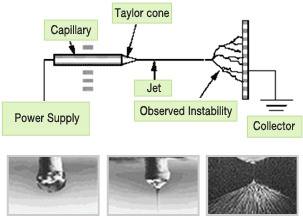 Taylor cone
Capillary
Jet
Observed Instability
Power Supply
Collector